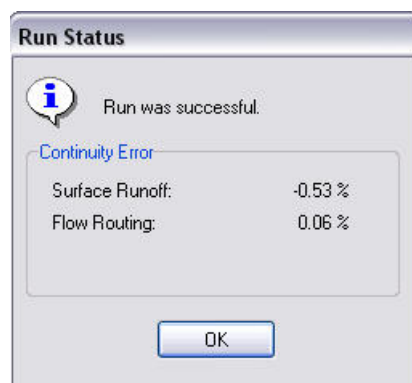 Run Status
Run was successful.
Continuity Error
Surface Runoff: -0.53 %
Flow Routing: 0.06 %
OK